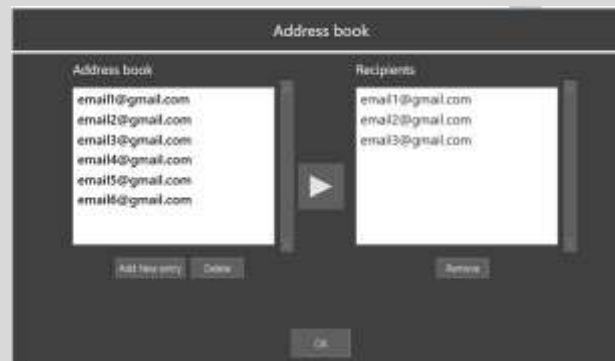 Address book
Address book
Recipients
email1@gmail.com
email2@gmail.com
email3@gmail.com
email4@gmail.com
email5@gmail.com
email6@gmail.com
email1@gmail.com
email2@gmail.com
email3@gmail.com
Add New entry
Delete
Remove
OK